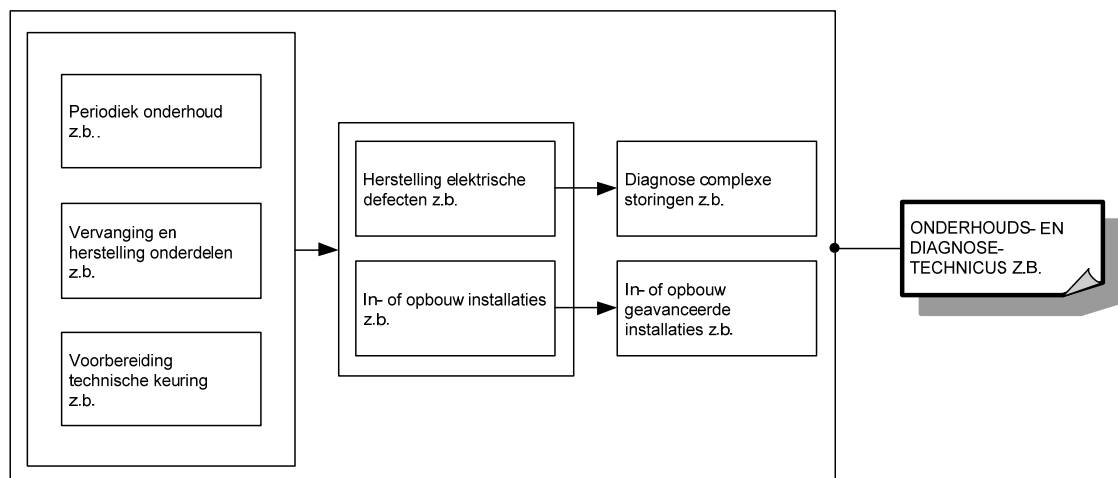 Periodiek onderhoud
z.b..
Vervanging en
herstelling onderdelen
z.b.
Voorbereiding
technische keuring
z.b.
Herstelling elektrische
defecten z.b.
In- of opbouw installaties
z.b.
Diagnose complexe
storingen z.b.
In- of opbouw
geavanceerde
installaties z.b.
ONDERHOUDS- EN
DIAGNOSE-
TECHNICUS Z.B.